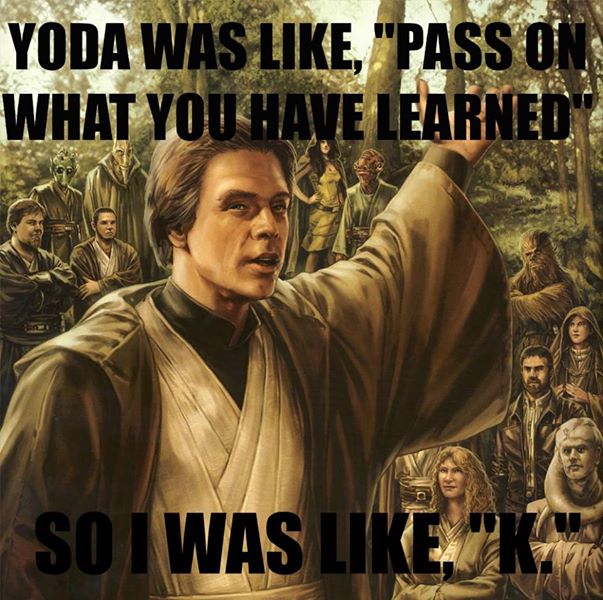 YODA WAS LIKE, "PASS ON
WHAT YOU HAVE LEARNED"
SO I WAS LIKE, "K."